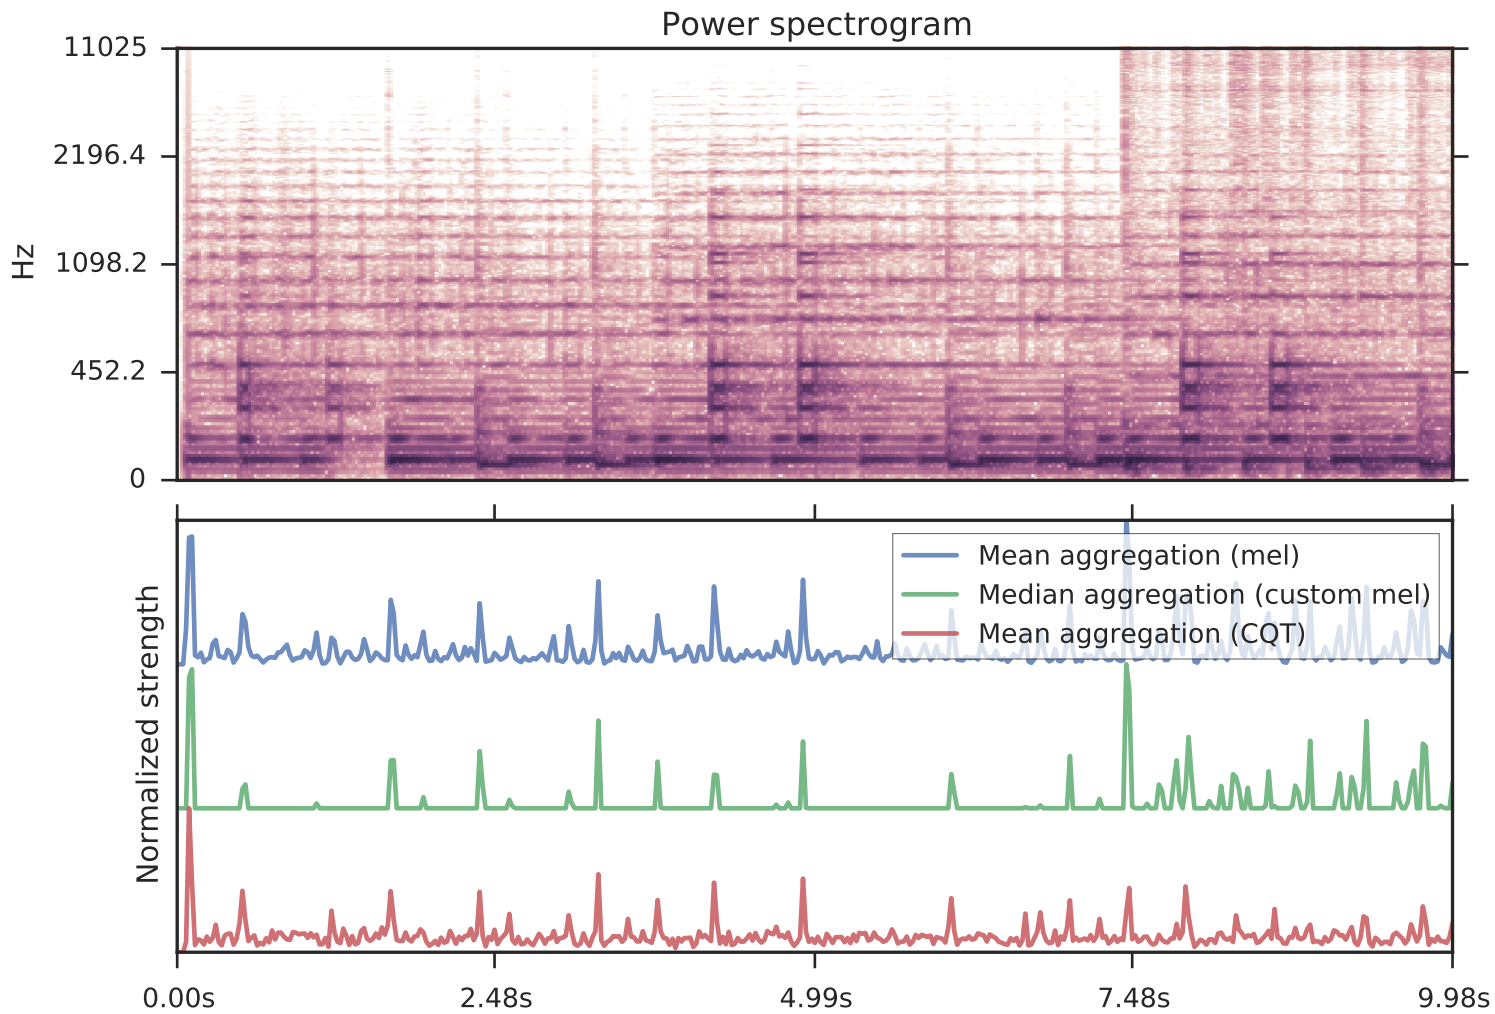 Power spectrogram
11025
2196.4
1098.2
452.2
0
Hz
Mean aggregation (mel)
Median aggregation (custom mel)
Mean aggregation (CQT)
Normalized strength
0.00s
2.48s
4.99s
7.48s
9.98s